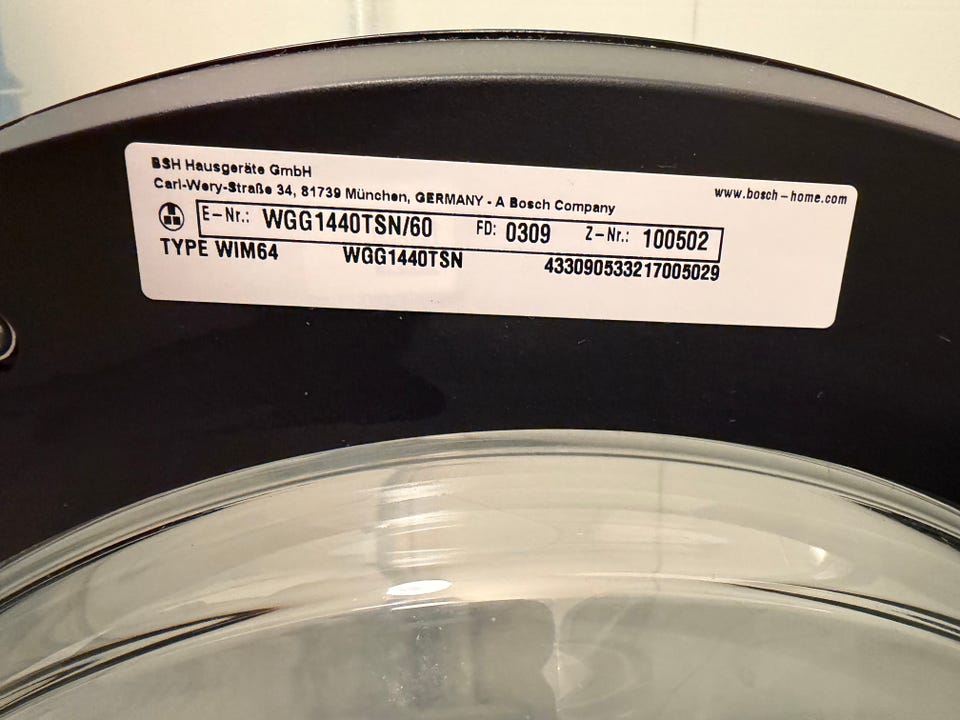 BSH Hausgeräte GmbH
Carl-Wery-Straße 34, 81739 München, GERMANY - A Bosch Company
www.bosch-home.com
E-Nr.: WGG1440TSN/60 FD: 0309 Z-Nr.: 100502
TYPE WIM64 WGG1440TSN 433090533217005029